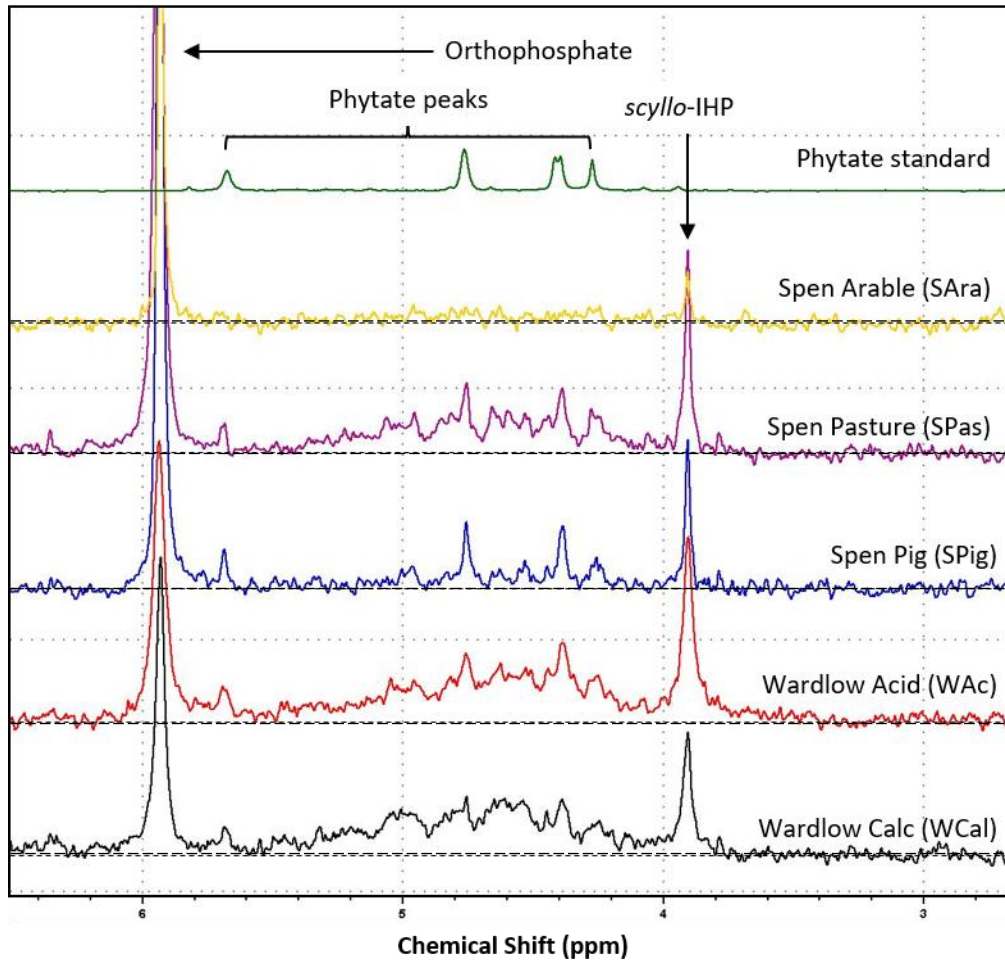 Orthophosphate
Phytate peaks
scyllo-IHP
Phytate standard
Spen Arable (SAra)
Spen Pasture (SPas)
Spen Pig (SPig)
Wardlow Acid (WAc)
Wardlow Calc (WCal)
6 5 4 3
Chemical Shift (ppm)